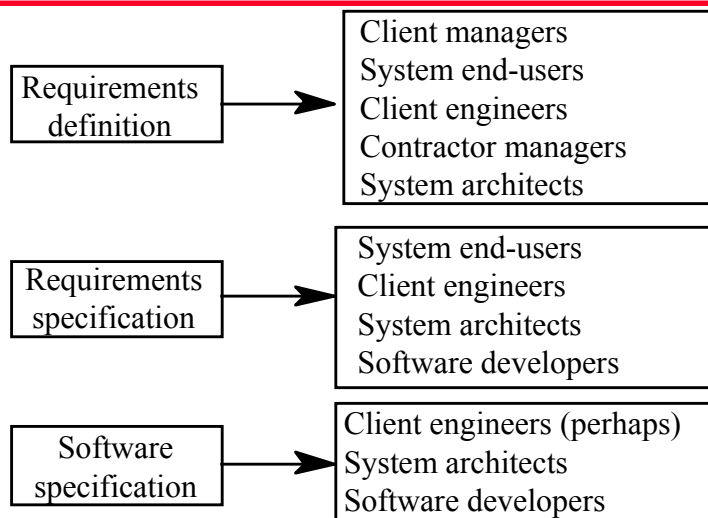 Requirements
definition
Client managers
System end-users
Client engineers
Contractor managers
System architects
Requirements
specification
System end-users
Client engineers
System architects
Software developers
Software
specification
Client engineers (perhaps)
System architects
Software developers